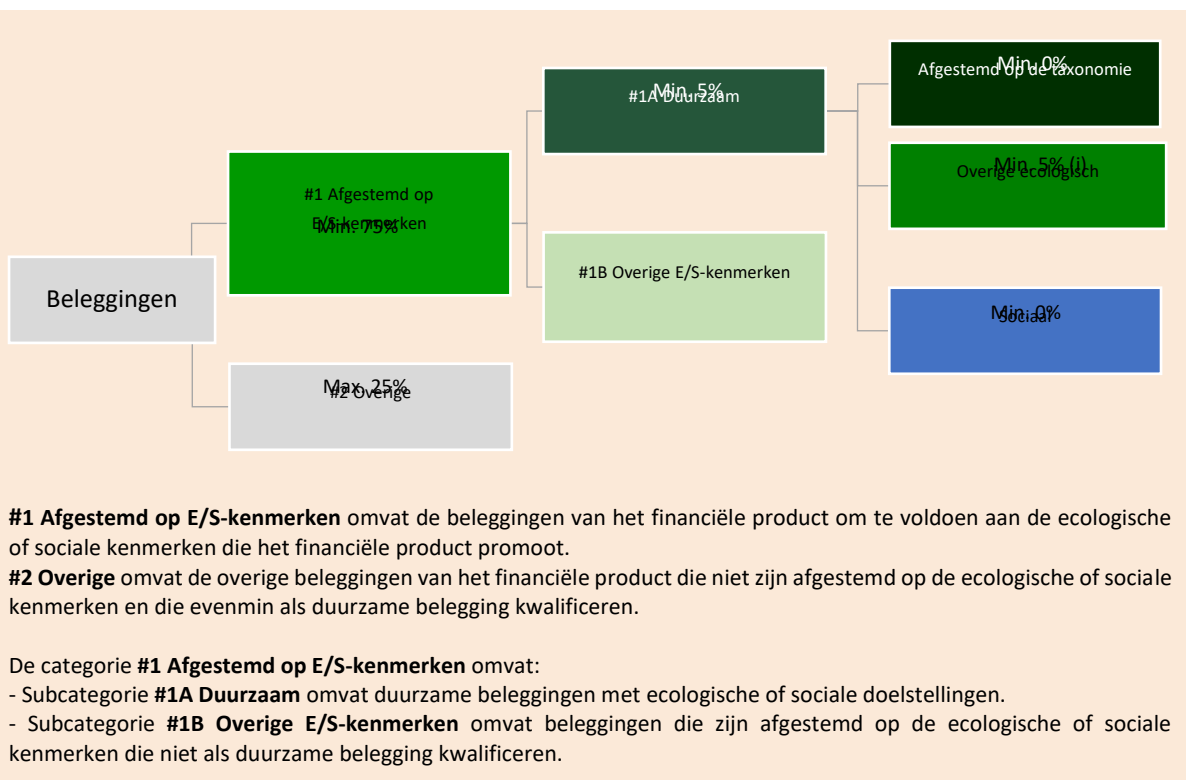 Beleggingen
#1 Afgestemd op
E/S-kenmerken
Min. 75%
Max. 25%
#2 Overige
Min. 5%
#1A Duurzaam
#1B Overige E/S-kenmerken
Min. 0%
Afgestemd op de taxonomie
Min. 5% (i)
Overige ecologisch
Min. 0%
Sociaal
#1 Afgestemd op E/S-kenmerken omvat de beleggingen van het financiële product om te voldoen aan de ecologische
of sociale kenmerken die het financiële product promoot.
#2 Overige omvat de overige beleggingen van het financiële product die niet zijn afgestemd op de ecologische of sociale
kenmerken en die evenmin als duurzame belegging kwalificeren.
De categorie #1 Afgestemd op E/S-kenmerken omvat:
- Subcategorie #1A Duurzaam omvat duurzame beleggingen met ecologische of sociale doelstellingen.
- Subcategorie #1B Overige E/S-kenmerken omvat beleggingen die zijn afgestemd op de ecologische of sociale
kenmerken die niet als duurzame belegging kwalificeren.